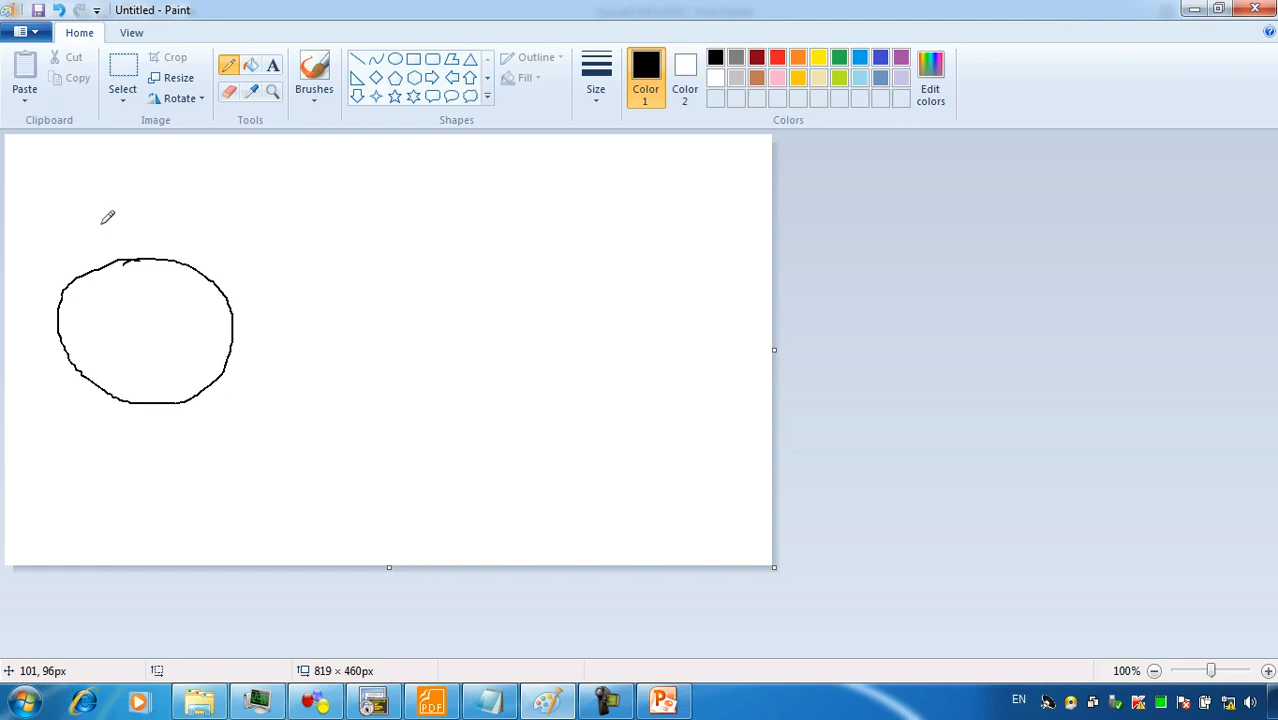 Untitled - Paint
Home View
Paste Cut Copy
Select Crop Resize Rotate
A
Brushes
Outline Fill
Size
Color 1
Color 2
Edit colors
Clipboard Image Tools Shapes Colors
101, 96px 819 × 460px 100%
PDF EN